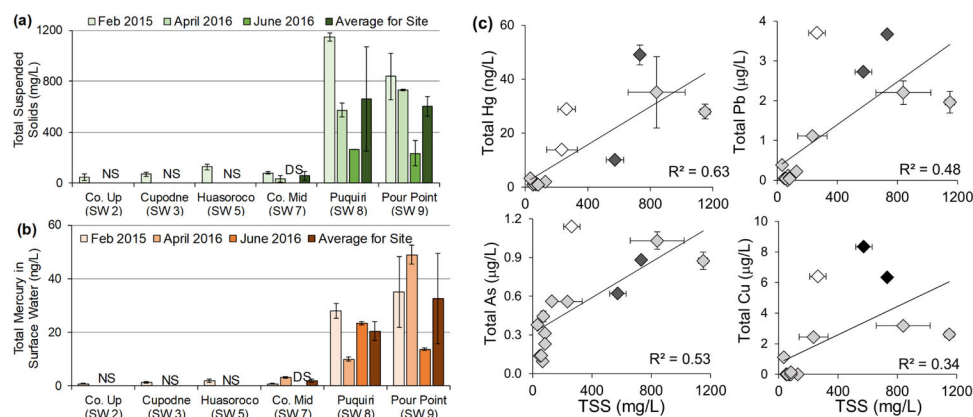 (a)
Feb 2015 April 2016 June 2016 Average for Site
Total Suspended
Solids (mg/L)
1200
800
400
0
NS NS NS DS
Co. Up Cupodne Huasoroco Co. Mid Puquiri Pour Point
(SW 2) (SW 3) (SW 5) (SW 7) (SW 8) (SW 9)
(b)
Feb 2015 April 2016 June 2016 Average for Site
Total Mercury in
Surface Water (ng/L)
60
40
20
0
NS NS NS DS
Co. Up Cupodne Huasoroco Co. Mid Puquiri Pour Point
(SW 2) (SW 3) (SW 5) (SW 7) (SW 8) (SW 9)
(c)
Total Hg (ng/L)
60
40
20
0
R² = 0.63
0 400 800 1200
Total Pb (µg/L)
4
3
2
1
0
R² = 0.48
0 400 800 1200
Total As (µg/L)
1.2
0.9
0.6
0.3
0.0
R² = 0.53
0 400 800 1200
TSS (mg/L)
Total Cu (µg/L)
10
8
6
4
2
0
R² = 0.34
0 400 800 1200
TSS (mg/L)